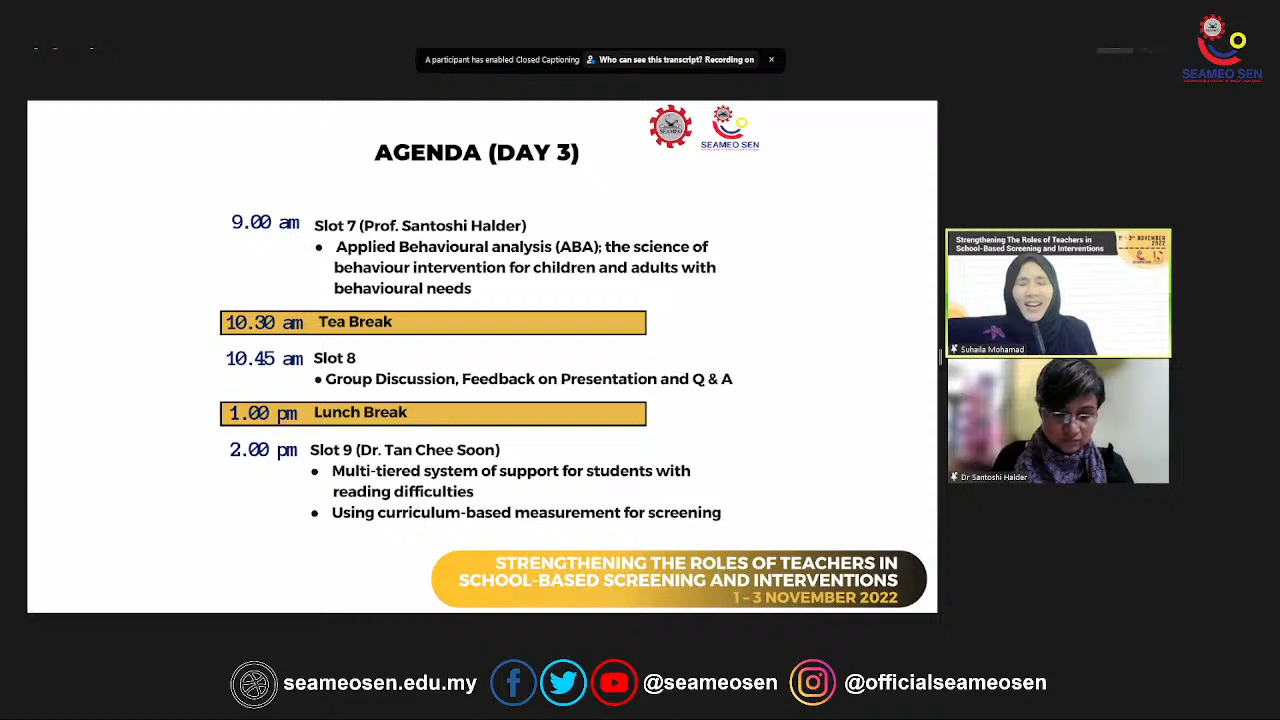 A participant has enabled Closed Captioning Who can see this transcript? Recording on ×
SEAMEO SEN
SEAMEO
SEAMEO SEN
AGENDA (DAY 3)
9.00 am Slot 7 (Prof. Santoshi Halder)
• Applied Behavioural analysis (ABA); the science of
behaviour intervention for children and adults with
behavioural needs
10.30 am Tea Break
10.45 am Slot 8
• Group Discussion, Feedback on Presentation and Q & A
1.00 pm Lunch Break
2.00 pm Slot 9 (Dr. Tan Chee Soon)
• Multi-tiered system of support for students with
reading difficulties
• Using curriculum-based measurement for screening
STRENGTHENING THE ROLES OF TEACHERS IN
SCHOOL-BASED SCREENING AND INTERVENTIONS
1 – 3 NOVEMBER 2022
Strengthening The Roles of Teachers in
School-Based Screening and Interventions
1 - 3 NOVEMBER
2022
Suhaila Mohamad
Dr Santoshi Halder
seameosen.edu.my @seameosen @officialseameosen